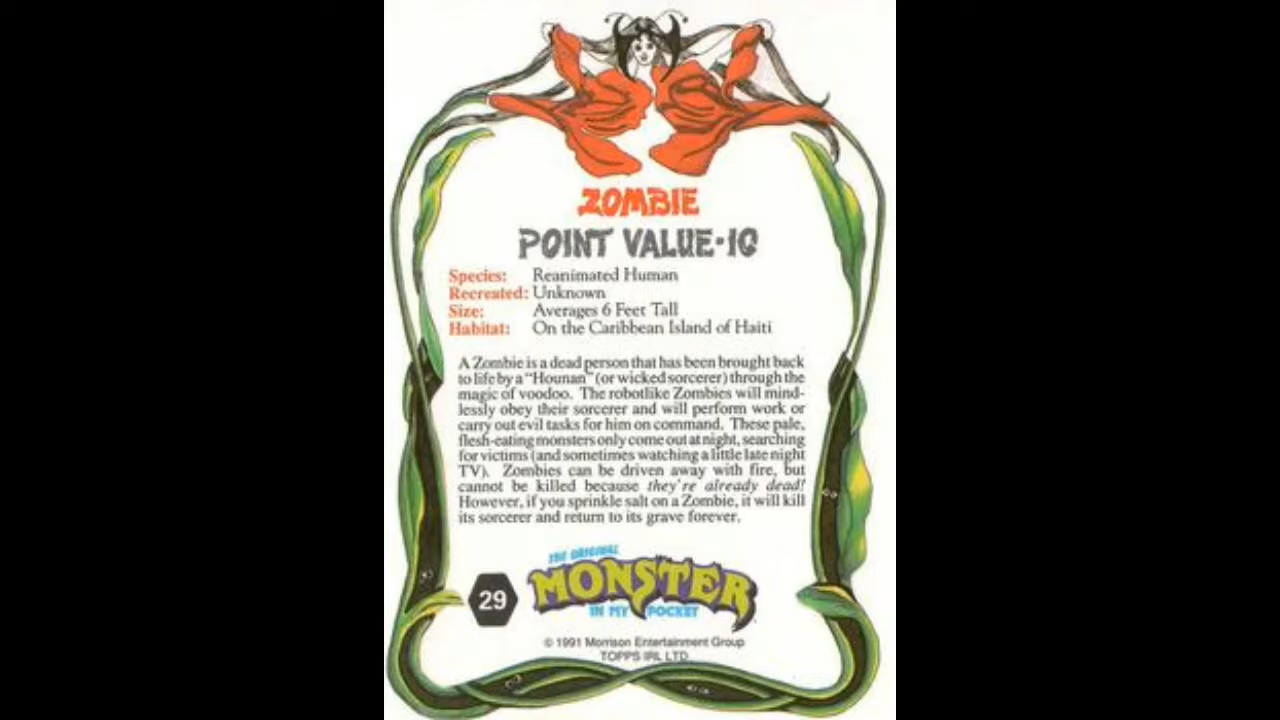 ZOMBIE
POINT VALUE-10
Species: Reanimated Human
Recreated: Unknown
Size: Averages 6 Feet Tall
Habitat: On the Caribbean Island of Haiti
A Zombie is a dead person that has been brought back
to life by a "Hounan" (or wicked sorcerer) through the
magic of voodoo. The robotlike Zombies will mind-
lessly obey their sorcerer and will perform work or
carry out evil tasks for him on command. These pale,
flesh-eating monsters only come out at night, searching
for victims (and sometimes watching a little late night
TV). Zombies can be driven away with fire, but
cannot be killed because they're already dead!
However, if you sprinkle salt on a Zombie, it will kill
its sorcerer and return to its grave forever.
THE ORIGINAL
MONSTER
IN MY POCKET
29
© 1991 Morrison Entertainment Group
TOPPS IRL LTD